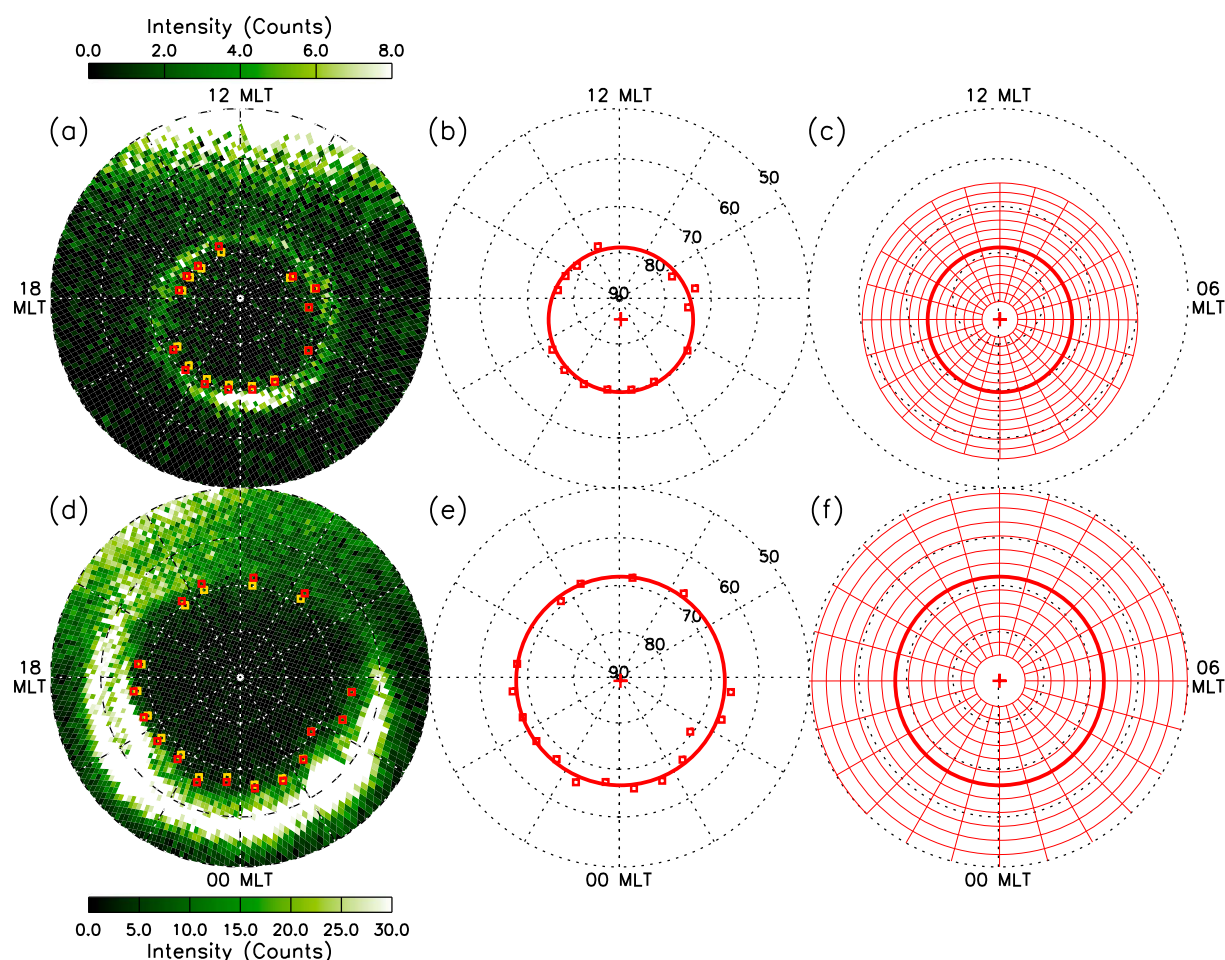 Intensity (Counts)
0.0 2.0 4.0 6.0 8.0
12 MLT
12 MLT
12 MLT
(a)
(b)
(c)
50
60
70
80
90
18
MLT
06
MLT
(d)
(e)
(f)
50
60
70
80
90
18
MLT
06
MLT
00 MLT
00 MLT
00 MLT
0.0 5.0 10.0 15.0 20.0 25.0 30.0
Intensity (Counts)